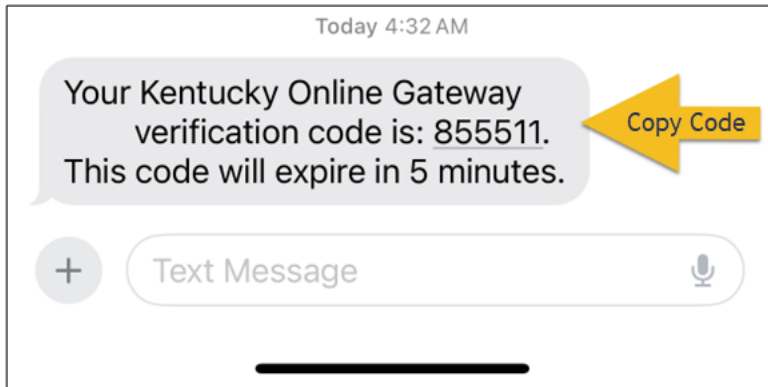 Today 4:32 AM
Your Kentucky Online Gateway
verification code is: 855511.
This code will expire in 5 minutes.
Copy Code
Text Message